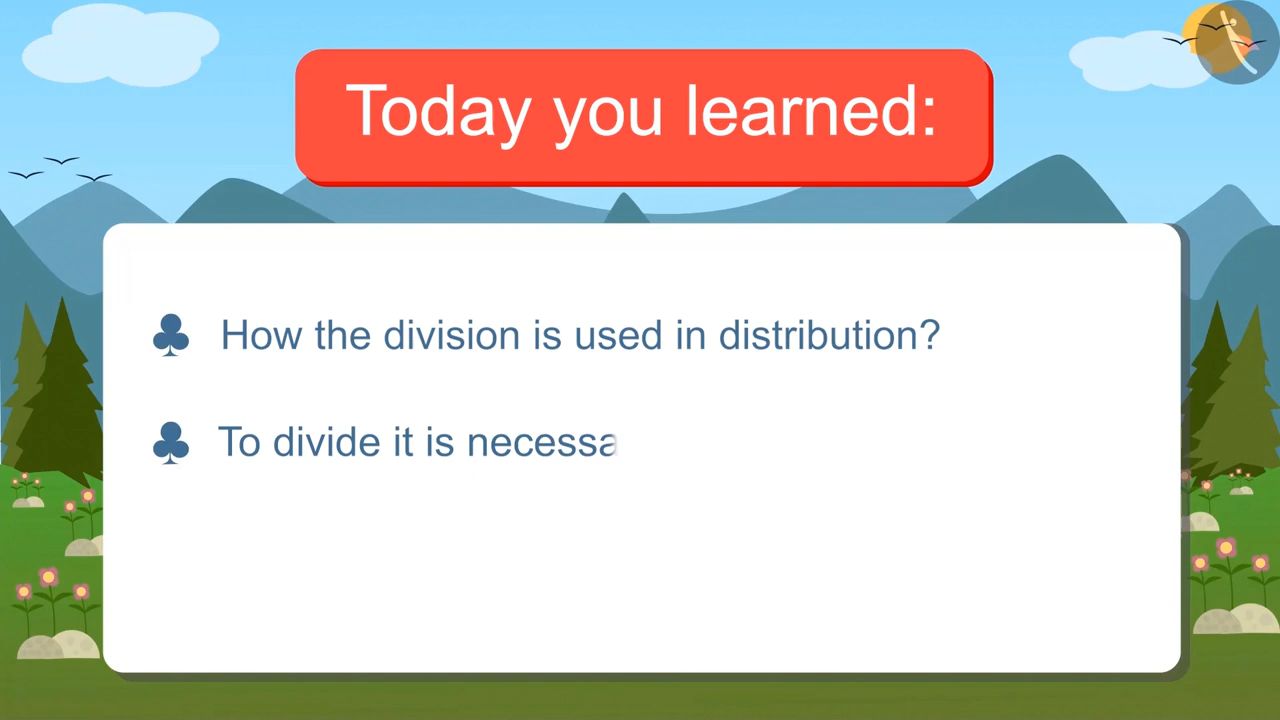 Today you learned:
♣ How the division is used in distribution?
♣ To divide it is necessa